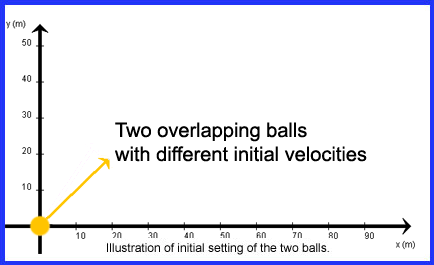 y (m)
50
40
30
20
10
Two overlapping balls
with different initial velocities
10 20 30 40 50 60 70 80 90
x (m)
Illustration of initial setting of the two balls.